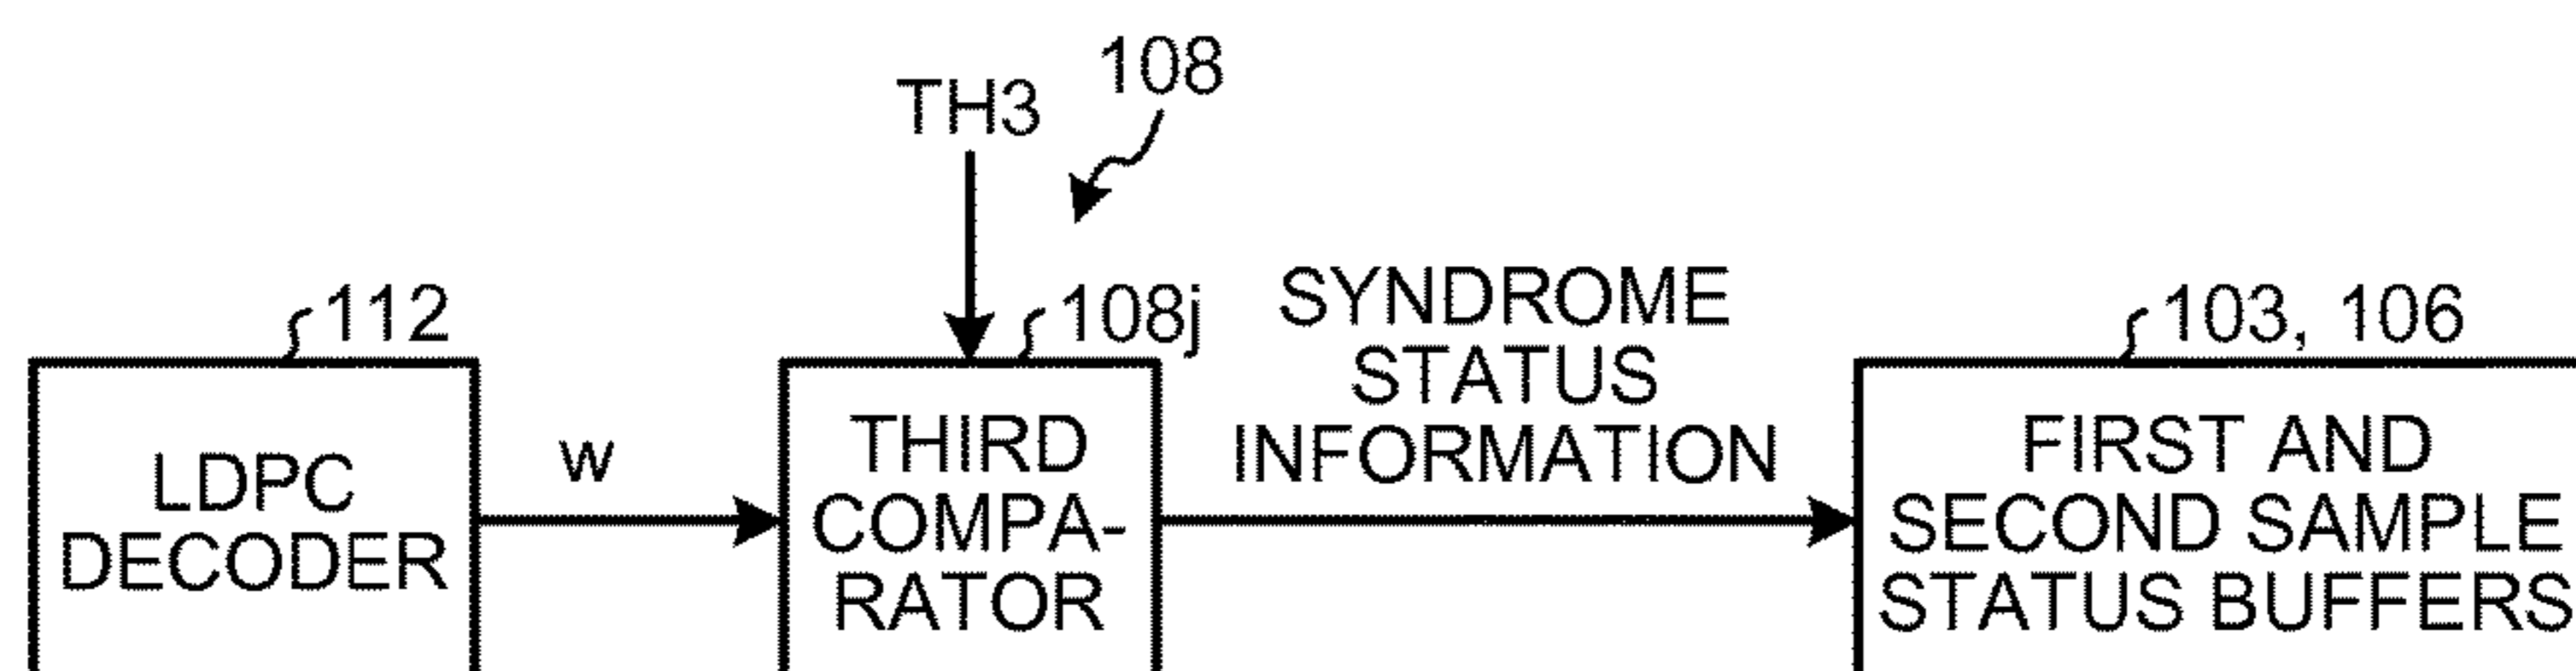 108
TH3
112
108j
SYNDROME
STATUS
INFORMATION
103, 106
LDPC
DECODER
w
THIRD
COMPA-
RATOR
FIRST AND
SECOND SAMPLE
STATUS BUFFERS